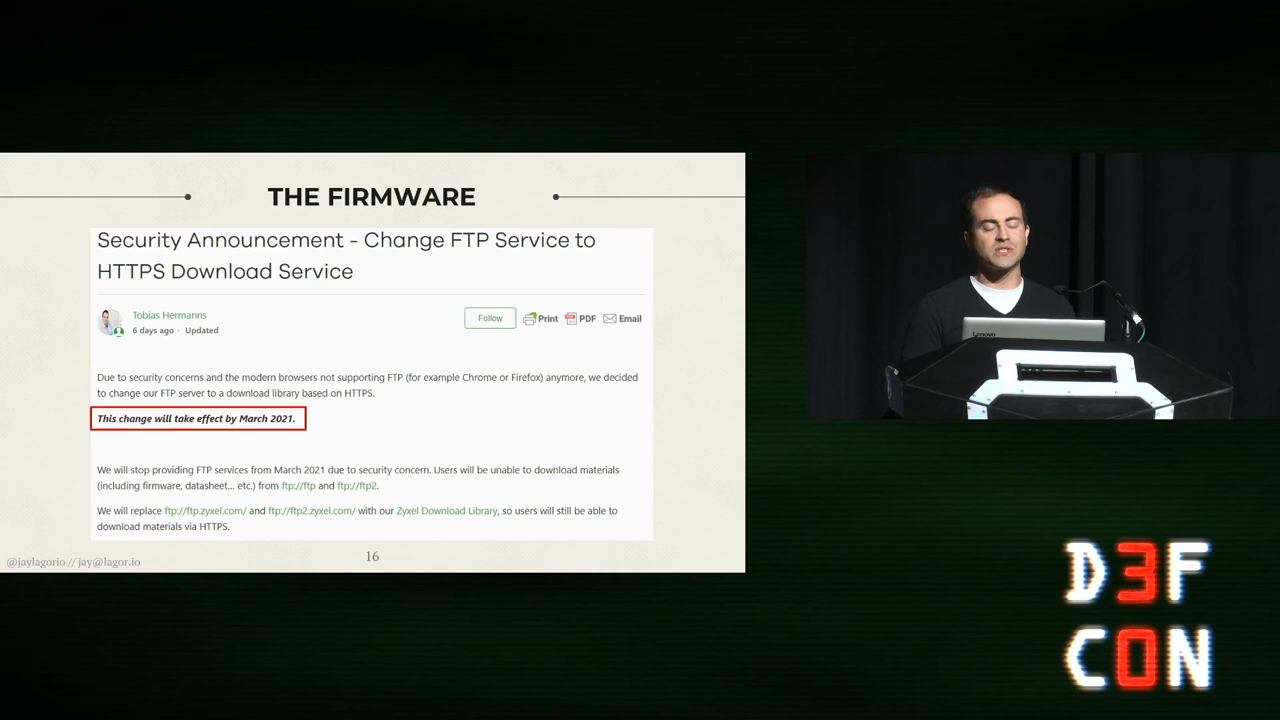 THE FIRMWARE
Security Announcement - Change FTP Service to
HTTPS Download Service
Tobias Hermanns
6 days ago · Updated
Follow
Print
PDF
Email
Due to security concerns and the modern browsers not supporting FTP (for example Chrome or Firefox) anymore, we decided
to change our FTP server to a download library based on HTTPS.
This change will take effect by March 2021.
We will stop providing FTP services from March 2021 due to security concern. Users will be unable to download materials
(including firmware, datasheet... etc.) from ftp://ftp and ftp://ftp2.
We will replace ftp://ftp.zyxel.com/ and ftp://ftp2.zyxel.com/ with our Zyxel Download Library, so users will still be able to
download materials via HTTPS.
@jaylagorio // jay@lagor.io
16
Lenovo
D3F
C0N